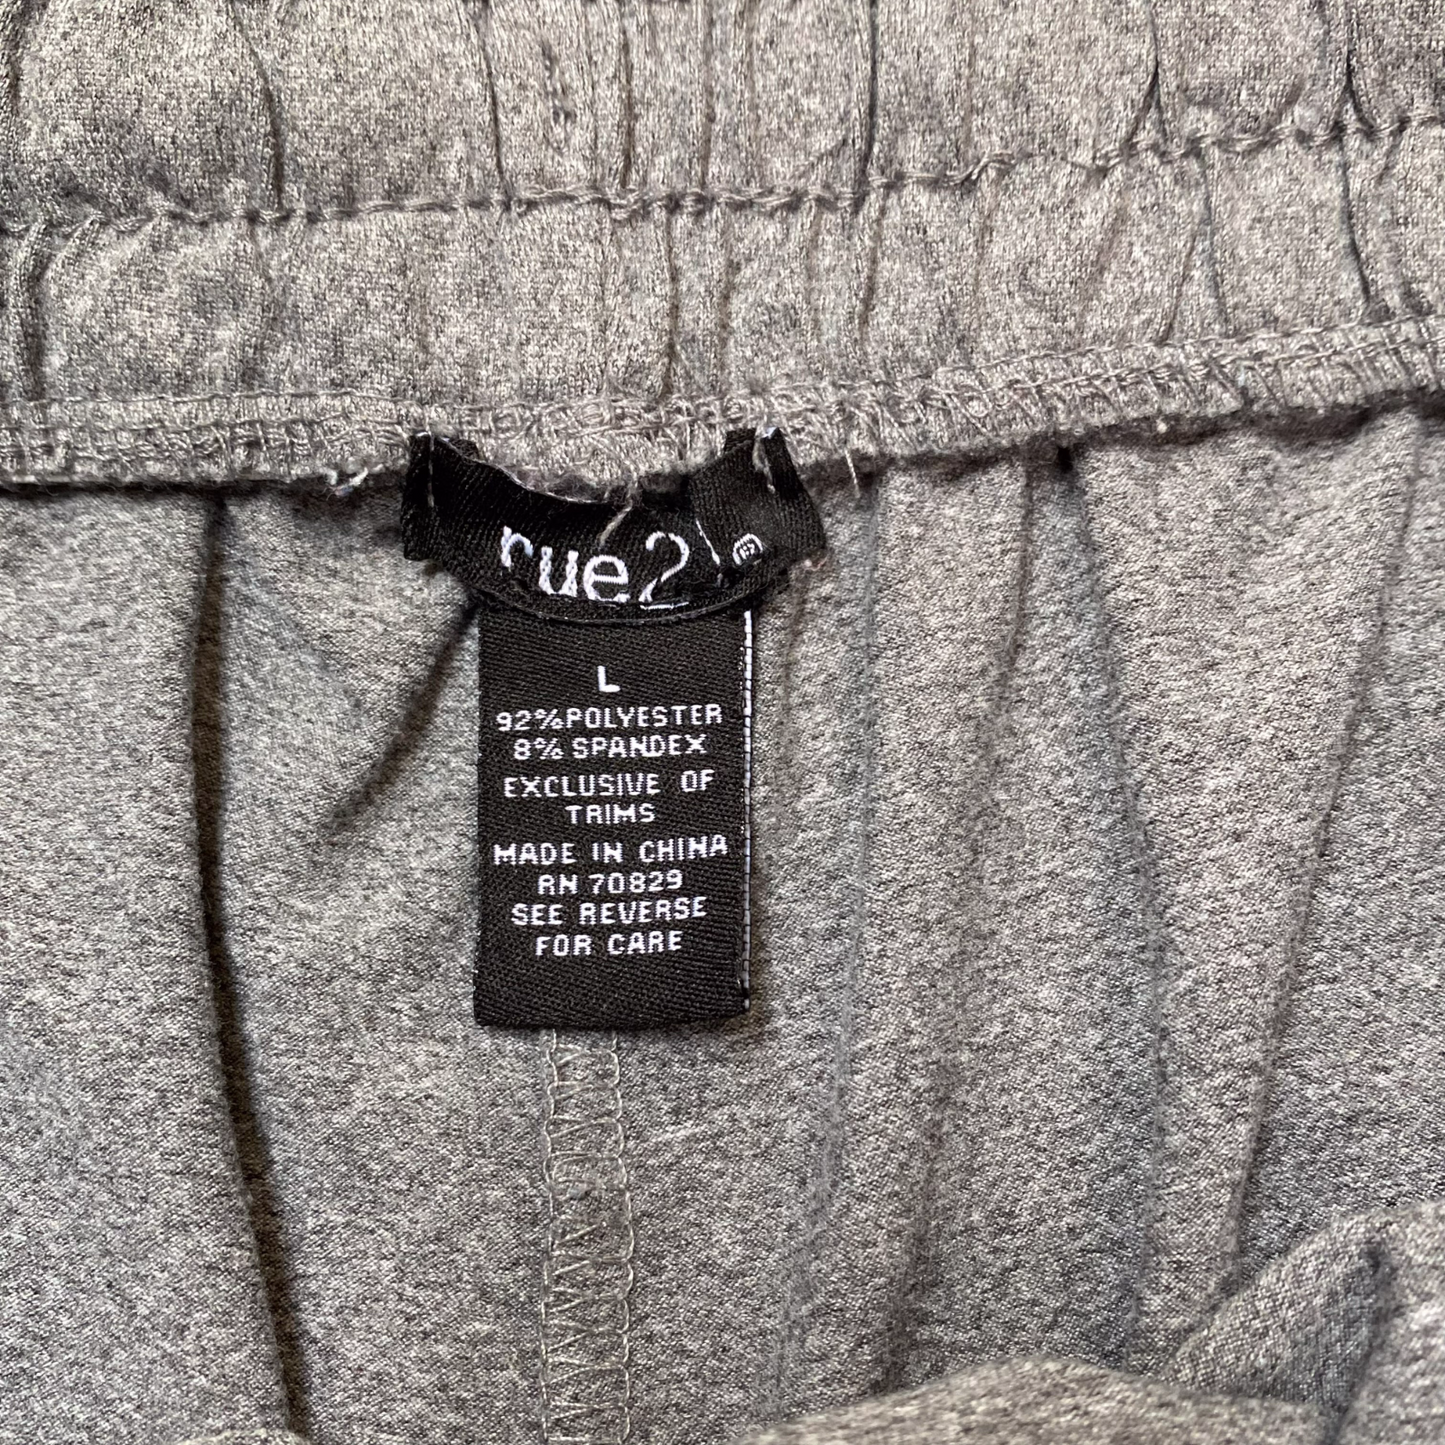 rue21
L
92%POLYESTER
8% SPANDEX
EXCLUSIVE OF
TRIMS
MADE IN CHINA
RN 70829
SEE REVERSE
FOR CARE